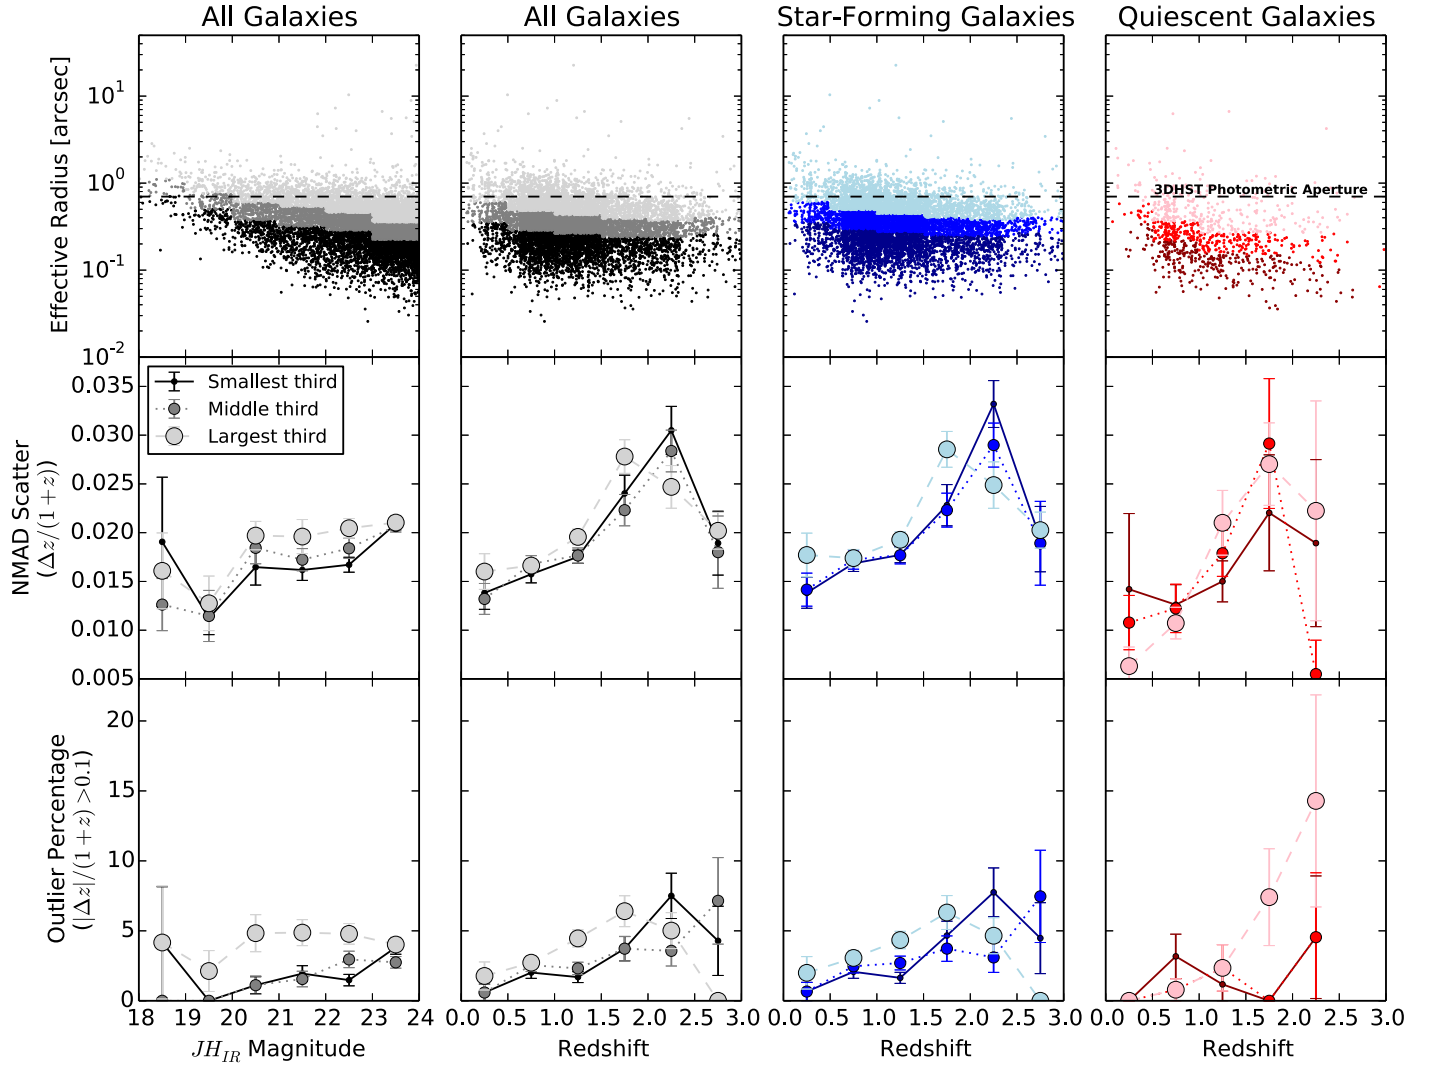 All Galaxies All Galaxies Star-Forming Galaxies Quiescent Galaxies
Effective Radius [arcsec]
10^1
10^0
10^-1
10^-2
3DHST Photometric Aperture
NMAD Scatter
(Δz/(1+z))
0.035
0.030
0.025
0.020
0.015
0.010
0.005
Smallest third
Middle third
Largest third
Outlier Percentage
(|Δz|/(1+z)>0.1)
20
15
10
5
0
18 19 20 21 22 23 24
0.0 0.5 1.0 1.5 2.0 2.5 3.0
0.0 0.5 1.0 1.5 2.0 2.5 3.0
0.0 0.5 1.0 1.5 2.0 2.5 3.0
JH_IR Magnitude
Redshift
Redshift
Redshift